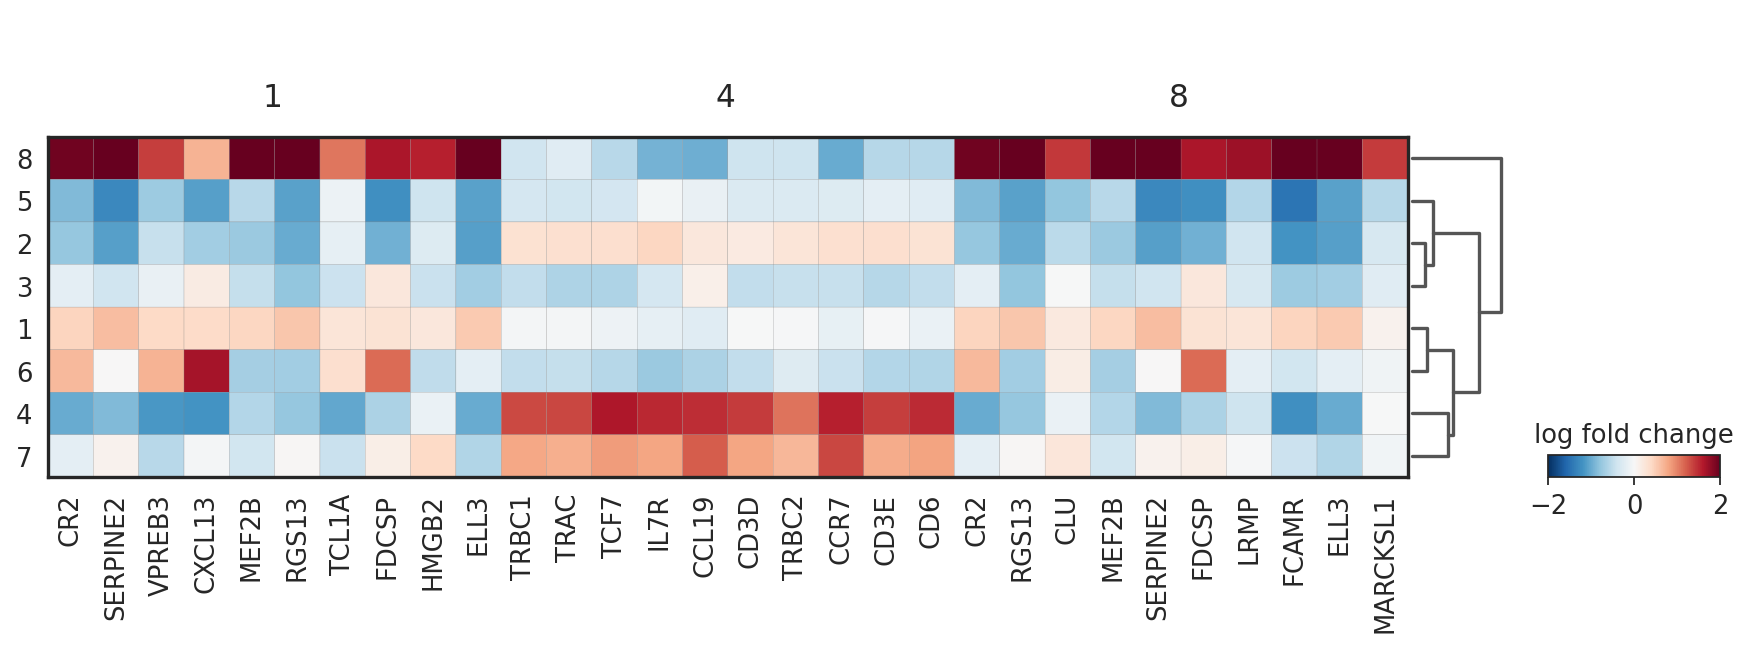 1 4 8
8
5
2
3
1
6
4
7
CR2 SERPINE2 VPREB3 CXCL13 MEF2B RGS13 TCL1A FDCSP HMGB2 ELL3 TRBC1 TRAC TCF7 IL7R CCL19 CD3D TRBC2 CCR7 CD3E CD6 CR2 RGS13 CLU MEF2B SERPINE2 FDCSP LRMP FCAMR ELL3 MARCKSL1
log fold change
−2 0 2